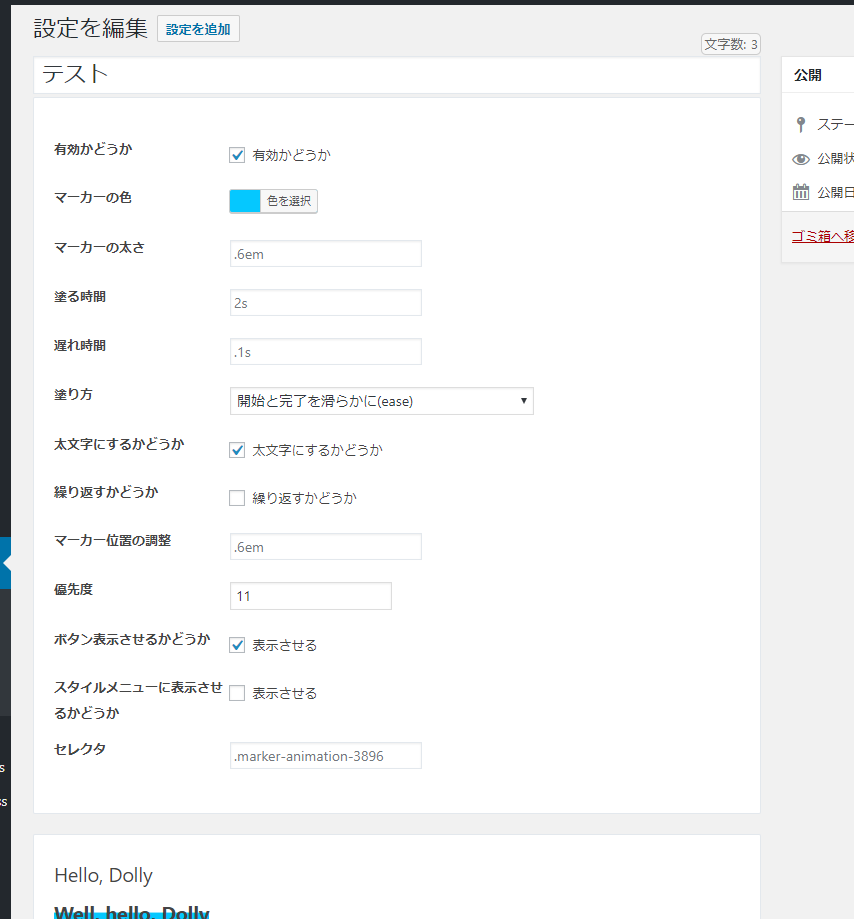 設定を編集 設定を追加
文字数: 3
テスト
有効かどうか 有効かどうか
マーカーの色 色を選択
マーカーの太さ .6em
塗る時間 2s
遅れ時間 .1s
塗り方 開始と完了を滑らかに(ease)
太文字にするかどうか 太文字にするかどうか
繰り返すかどうか 繰り返すかどうか
マーカー位置の調整 .6em
優先度 11
ボタン表示させるかどうか 表示させる
スタイルメニューに表示させ
るかどうか 表示させる
セレクタ .marker-animation-3896
Hello, Dolly
Well, hello, Dolly
公開
ステー
公開状
公開日
ゴミ箱へ移
s
ss